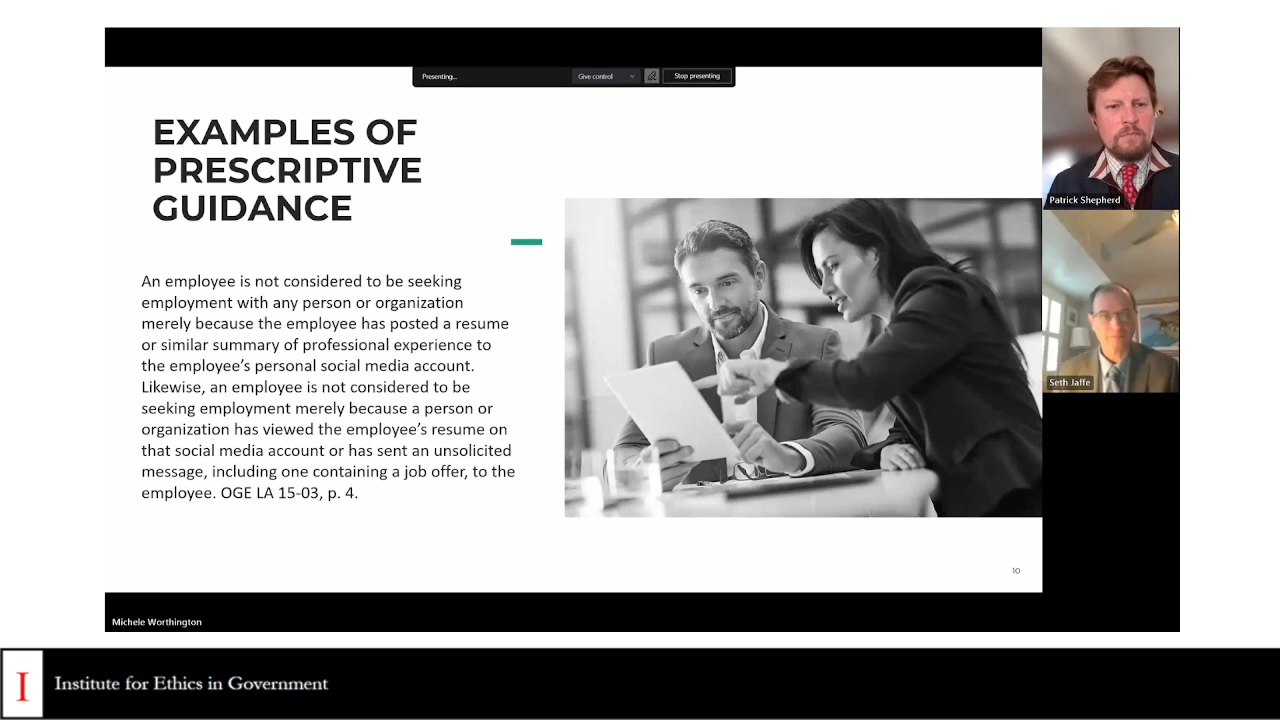 Presenting...
Give control
Stop presenting
EXAMPLES OF
PRESCRIPTIVE
GUIDANCE
An employee is not considered to be seeking
employment with any person or organization
merely because the employee has posted a resume
or similar summary of professional experience to
the employee's personal social media account.
Likewise, an employee is not considered to be
seeking employment merely because a person or
organization has viewed the employee's resume on
that social media account or has sent an unsolicited
message, including one containing a job offer, to the
employee. OGE LA 15-03, p. 4.
10
Patrick Shepherd
Seth Jaffe
Michele Worthington
I
Institute for Ethics in Government